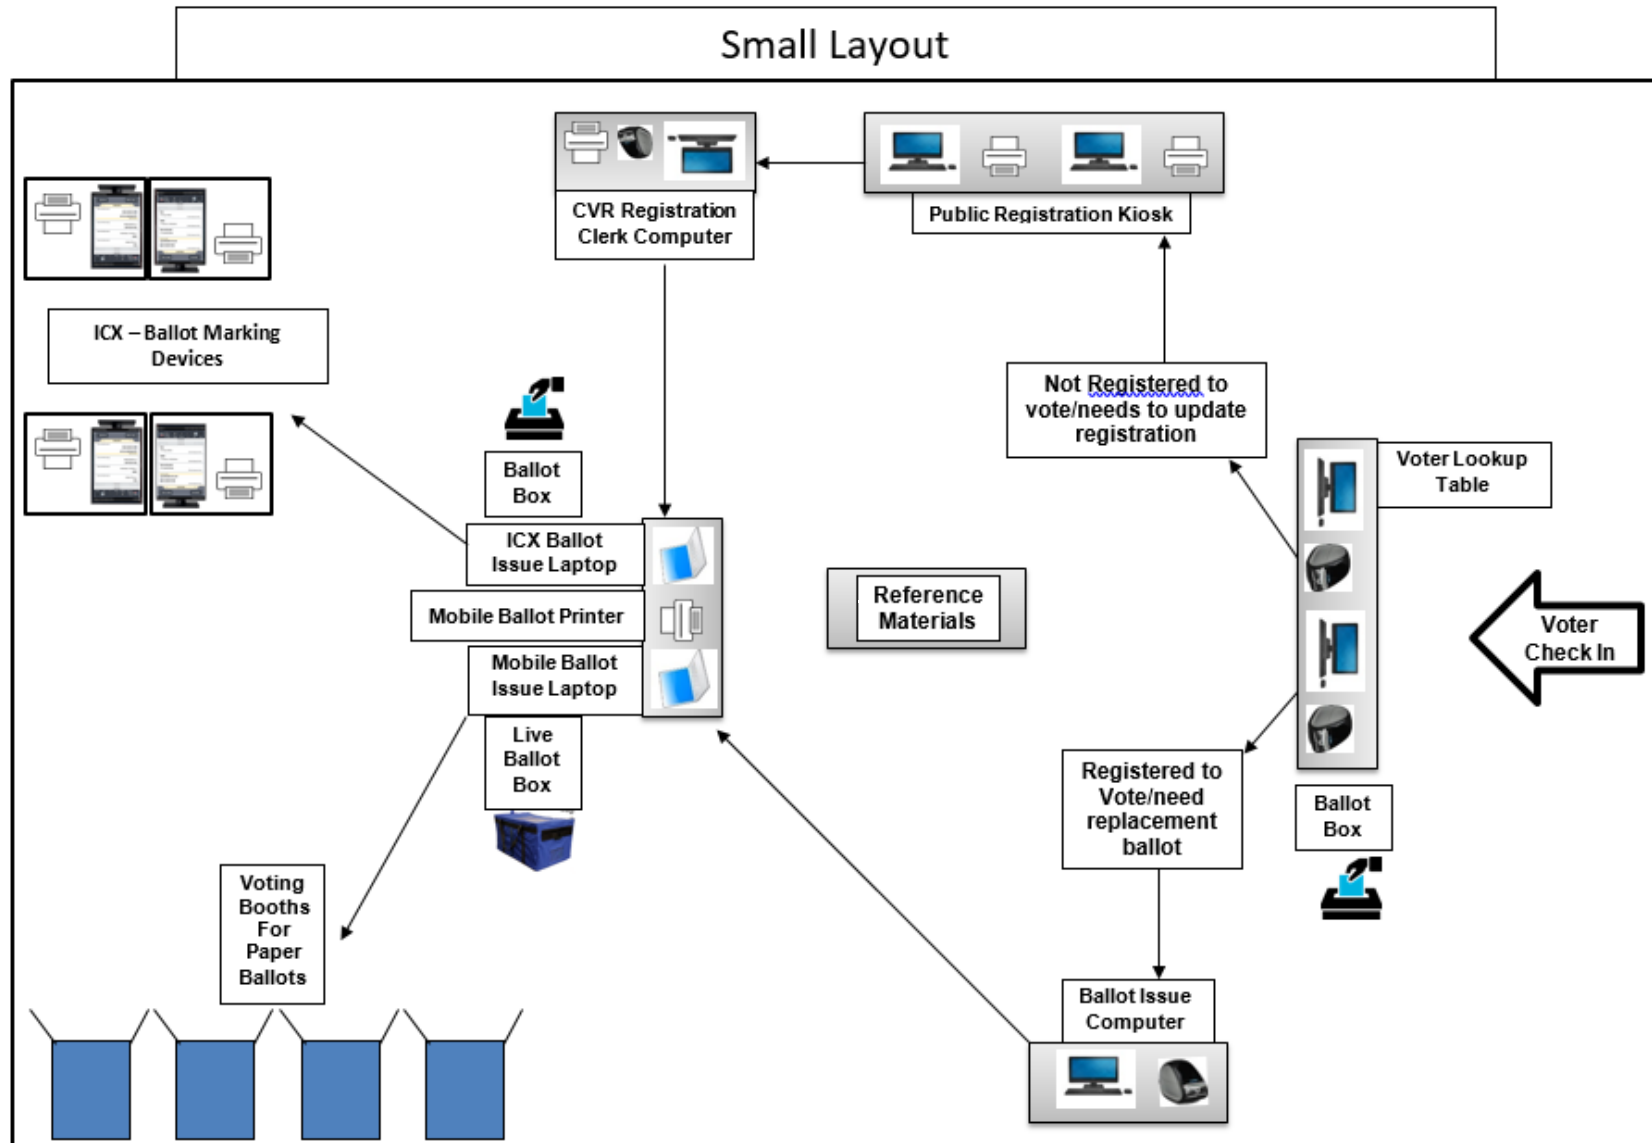 Small Layout
CVR Registration
Clerk Computer
Public Registration Kiosk
ICX – Ballot Marking
Devices
Not Registered to
vote/needs to update
registration
Voter Lookup
Table
Ballot
Box
ICX Ballot
Issue Laptop
Mobile Ballot Printer
Mobile Ballot
Issue Laptop
Live
Ballot
Box
Reference
Materials
Voter
Check In
Registered to
Vote/need
replacement
ballot
Ballot
Box
Voting
Booths
For
Paper
Ballots
Ballot Issue
Computer